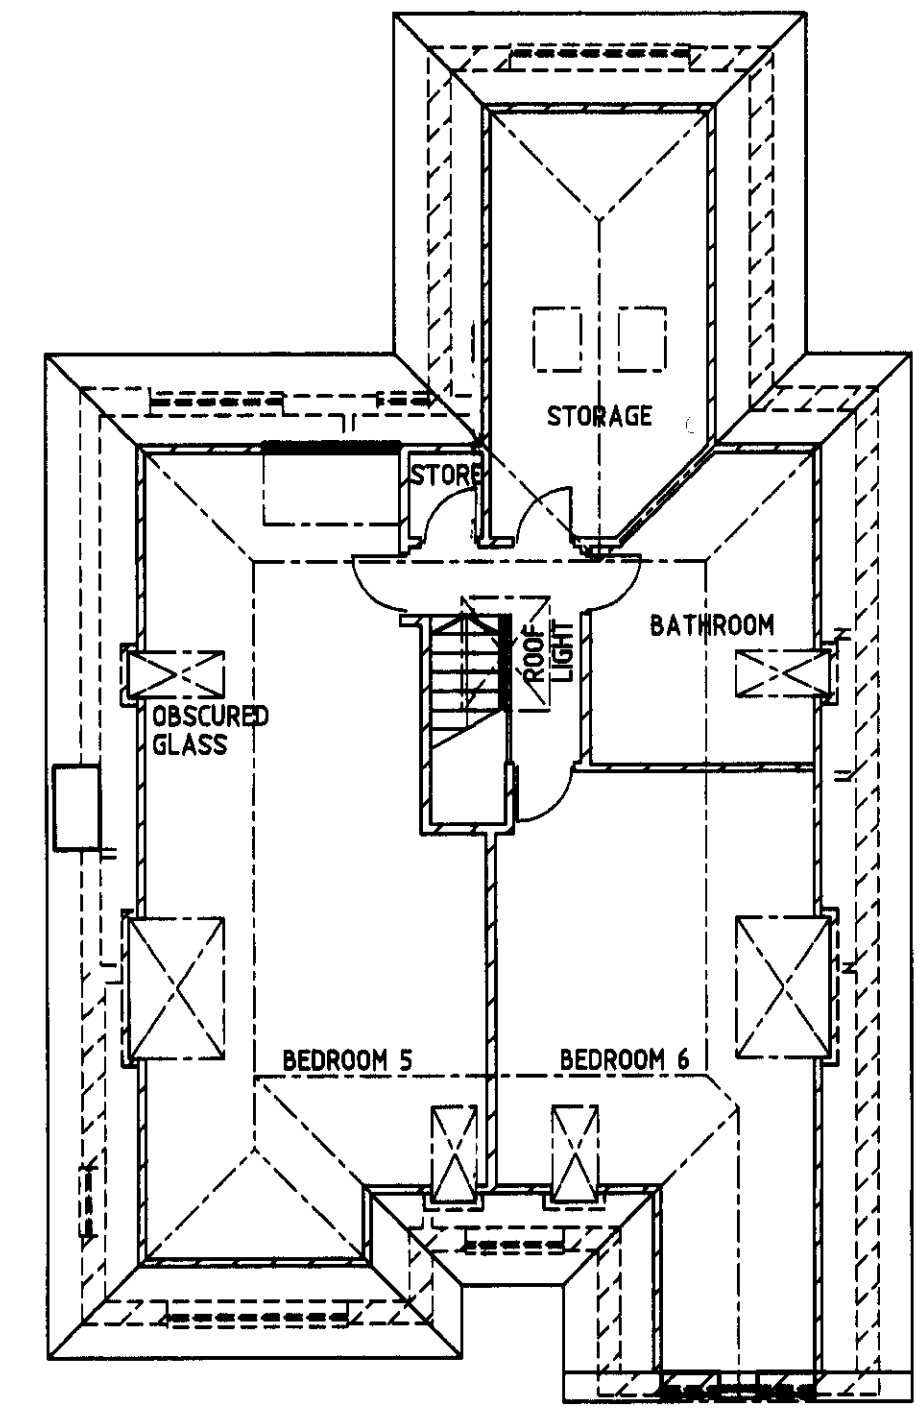 STORAGE
STORE
ROOF
LIGHT
BATHROOM
OBSCURED
GLASS
BEDROOM 5
BEDROOM 6